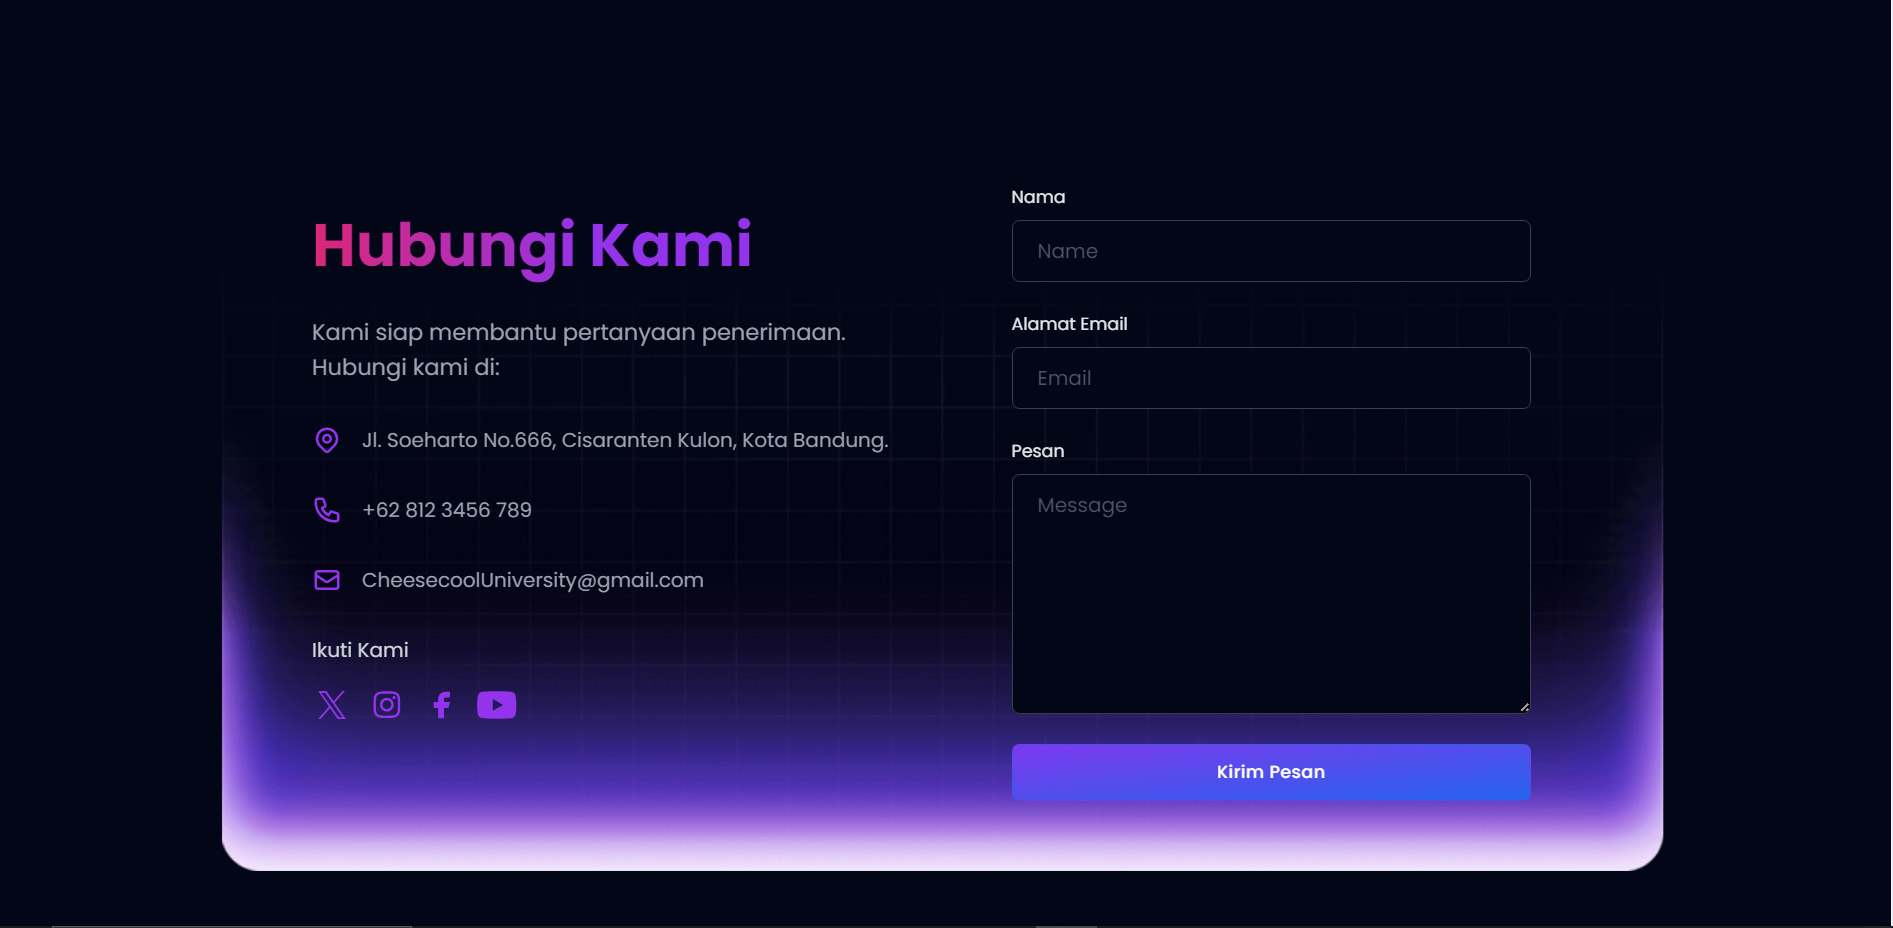 Hubungi Kami
Kami siap membantu pertanyaan penerimaan.
Hubungi kami di:
Jl. Soeharto No.666, Cisaranten Kulon, Kota Bandung.
+62 812 3456 789
CheesecoolUniversity@gmail.com
Ikuti Kami
Nama
Name
Alamat Email
Email
Pesan
Message
Kirim Pesan